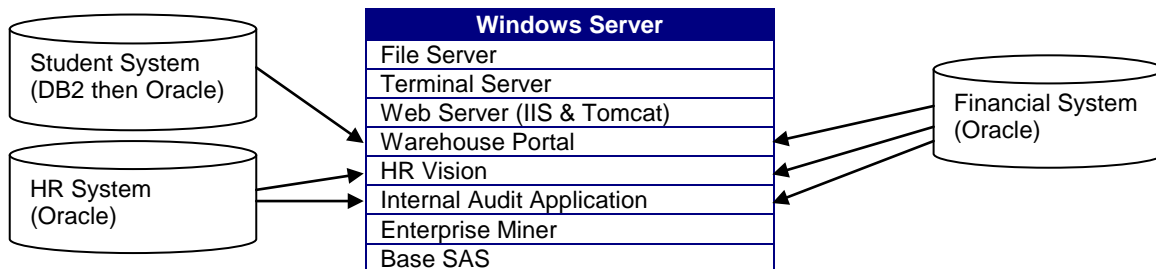 Student System
(DB2 then Oracle)
HR System
(Oracle)
Windows Server
File Server
Terminal Server
Web Server (IIS & Tomcat)
Warehouse Portal
HR Vision
Internal Audit Application
Enterprise Miner
Base SAS
Financial System
(Oracle)